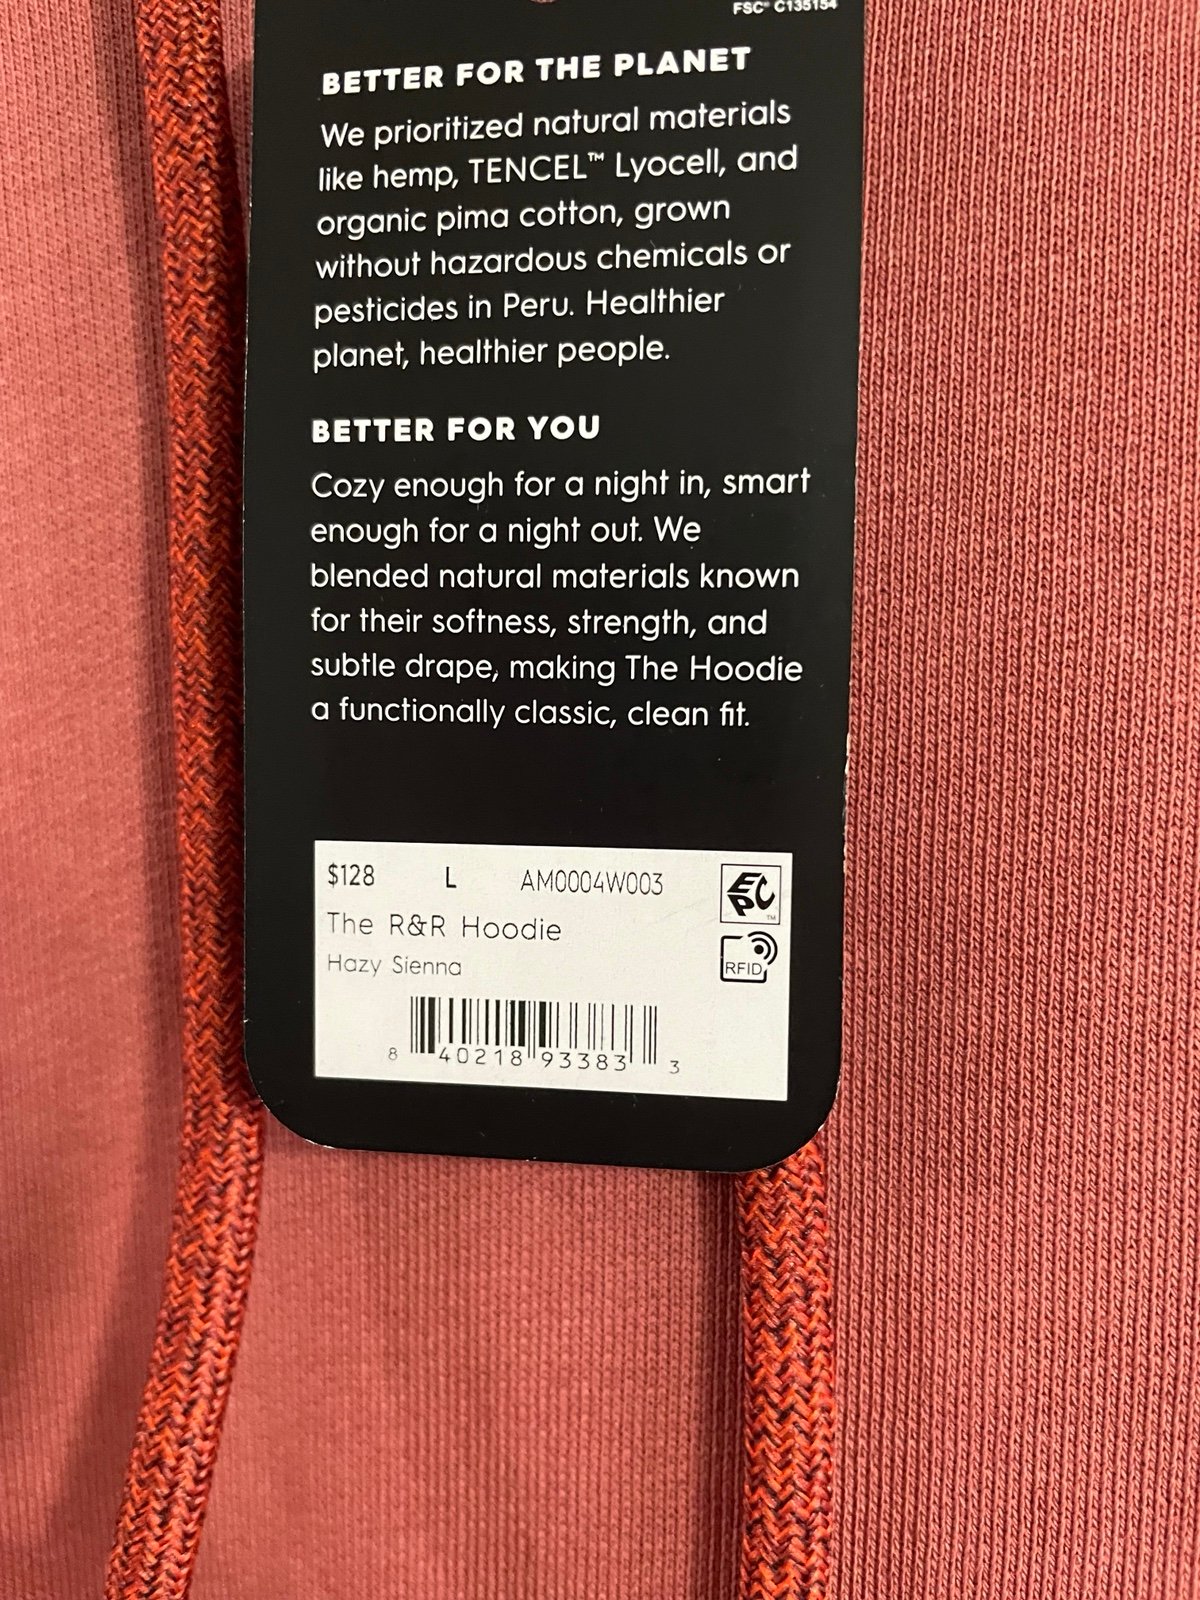 FSC® C135154
BETTER FOR THE PLANET
We prioritized natural materials
like hemp, TENCEL™ Lyocell, and
organic pima cotton, grown
without hazardous chemicals or
pesticides in Peru. Healthier
planet, healthier people.
BETTER FOR YOU
Cozy enough for a night in, smart
enough for a night out. We
blended natural materials known
for their softness, strength, and
subtle drape, making The Hoodie
a functionally classic, clean fit.
$128 L AM0004W003
EPC™
The R&R Hoodie
Hazy Sienna
RFID
8 40218 93383 3